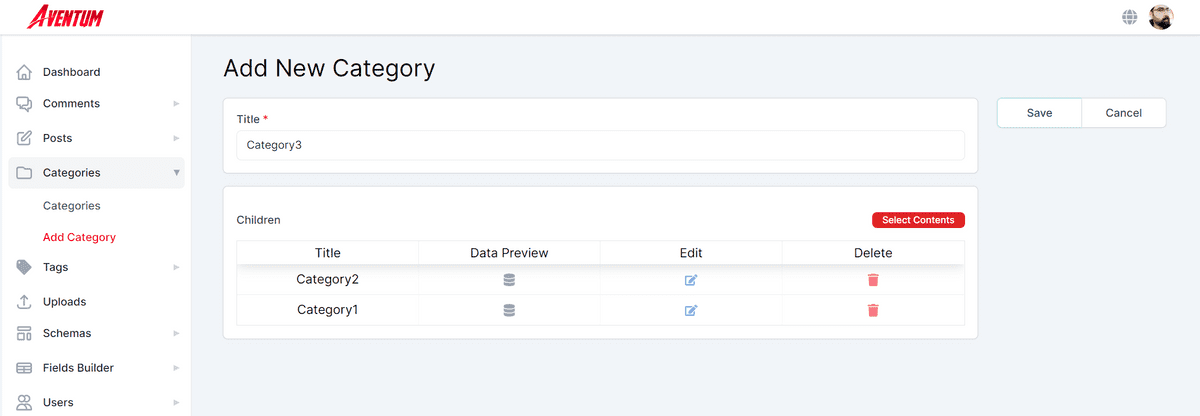 AVENTUM
Dashboard
Comments
Posts
Categories
Categories
Add Category
Tags
Uploads
Schemas
Fields Builder
Users
Add New Category
Title *
Category3
Save Cancel
Children Select Contents
Title Data Preview Edit Delete
Category2
Category1